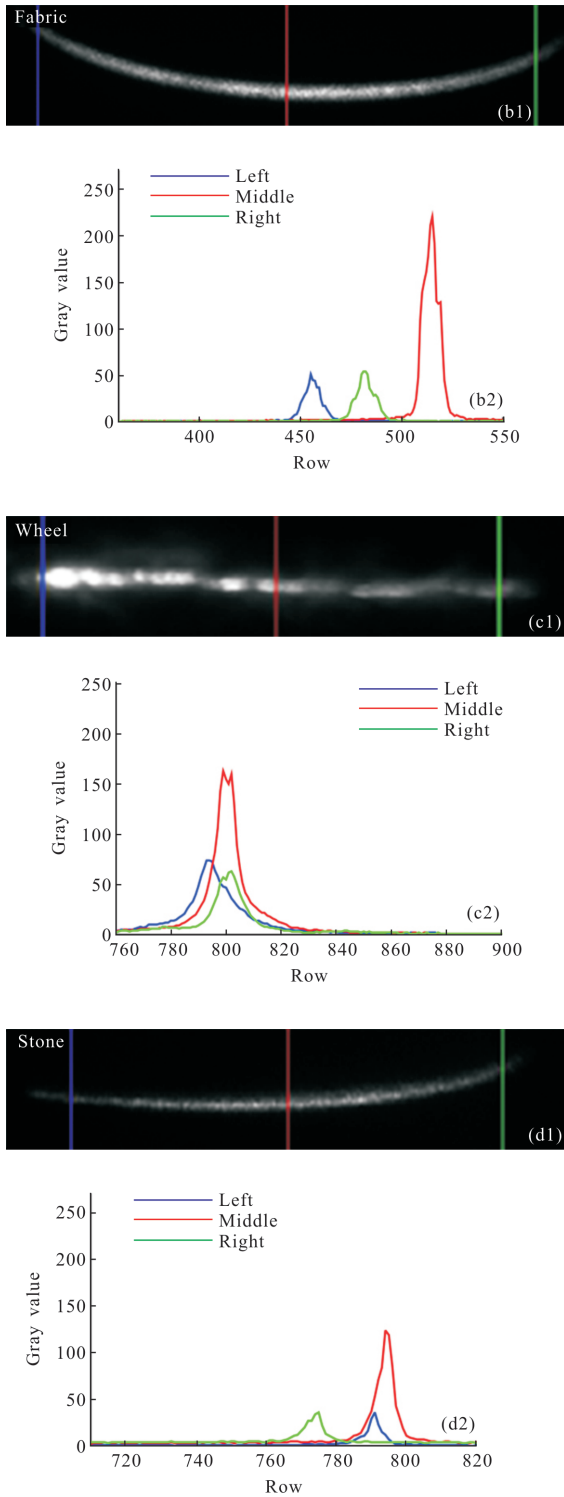 Fabric
(b1)
Left
Middle
Right
250
200
150
100
50
0
Gray value
(b2)
400 450 500 550
Row
Wheel
(c1)
Left
Middle
Right
250
200
150
100
50
0
Gray value
(c2)
760 780 800 820 840 860 880 900
Row
Stone
(d1)
Left
Middle
Right
250
200
150
100
50
0
Gray value
(d2)
720 740 760 780 800 820
Row